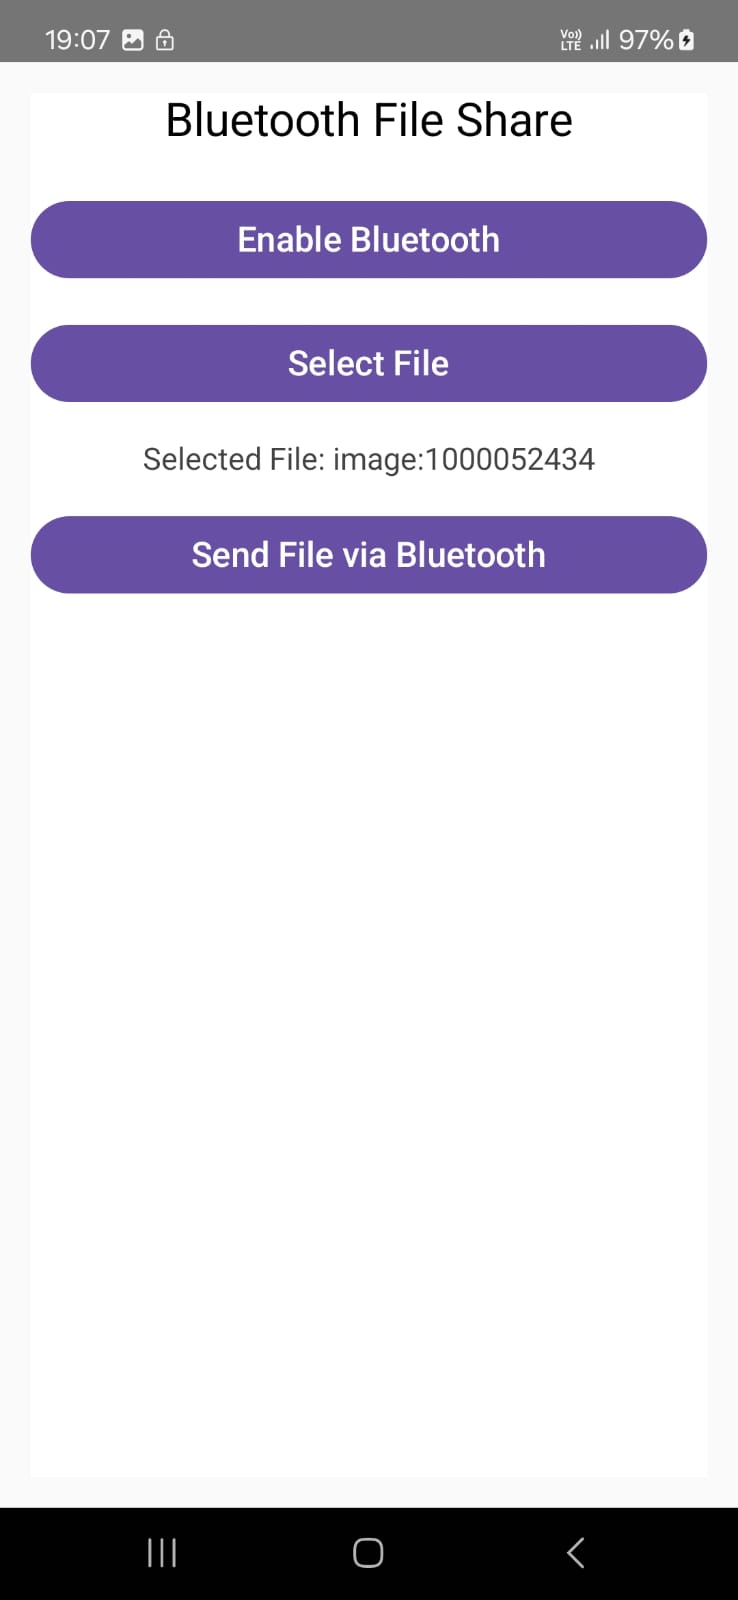 19:07 Vo)) LTE 97%
Bluetooth File Share
Enable Bluetooth
Select File
Selected File: image:1000052434
Send File via Bluetooth